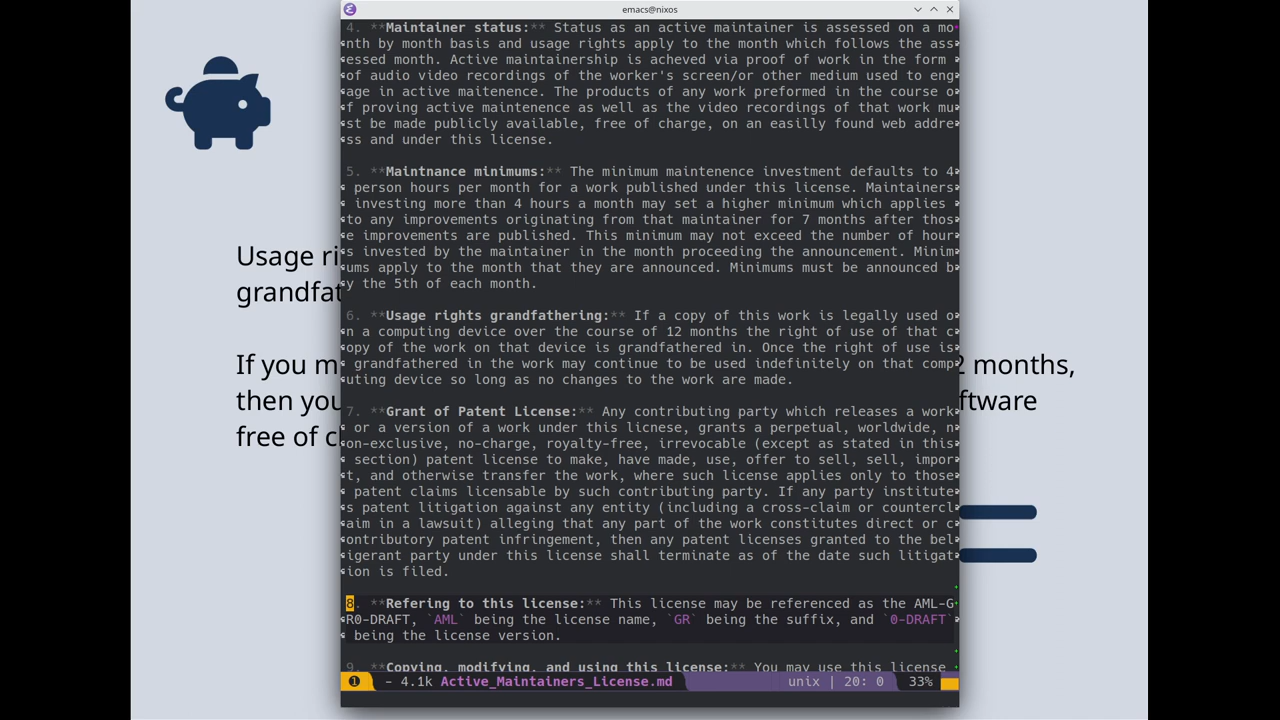 emacs@nixos
4. **Maintainer status:** Status as an active maintainer is assessed on a mo
nth by month basis and usage rights apply to the month which follows the ass
essed month. Active maintainership is acheved via proof of work in the form
of audio video recordings of the worker's screen/or other medium used to eng
age in active maitenence. The products of any work preformed in the course o
f proving active maintenence as well as the video recordings of that work mu
st be made publicly available, free of charge, on an easilly found web addre
ss and under this license.
5. **Maintnance minimums:** The minimum maintenence investment defaults to 4
person hours per month for a work published under this license. Maintainers
investing more than 4 hours a month may set a higher minimum which applies
to any improvements originating from that maintainer for 7 months after thos
e improvements are published. This minimum may not exceed the number of hour
s invested by the maintainer in the month proceeding the announcement. Minim
ums apply to the month that they are announced. Minimums must be announced b
y the 5th of each month.
6. **Usage rights grandfathering:** If a copy of this work is legally used o
n a computing device over the course of 12 months the right of use of that c
opy of the work on that device is grandfathered in. Once the right of use is
grandfathered in the work may continue to be used indefinitely on that comp
uting device so long as no changes to the work are made.
7. **Grant of Patent License:** Any contributing party which releases a work
or a version of a work under this licnese, grants a perpetual, worldwide, n
on-exclusive, no-charge, royalty-free, irrevocable (except as stated in this
section) patent license to make, have made, use, offer to sell, sell, impor
t, and otherwise transfer the work, where such license applies only to those
patent claims licensable by such contributing party. If any party institute
s patent litigation against any entity (including a cross-claim or countercl
aim in a lawsuit) alleging that any part of the work constitutes direct or c
ontributory patent infringement, then any patent licenses granted to the bel
igerant party under this license shall terminate as of the date such litigat
ion is filed.
8. **Refering to this license:** This license may be referenced as the AML-G
R0-DRAFT, `AML` being the license name, `GR` being the suffix, and `0-DRAFT`
being the license version.
9. **Copying, modifying, and using this license:** You may use this license
1 - 4.1k Active_Maintainers_License.md unix | 20: 0 33%
Usage ri
grandfat
If you m 2 months,
then you ftware
free of c